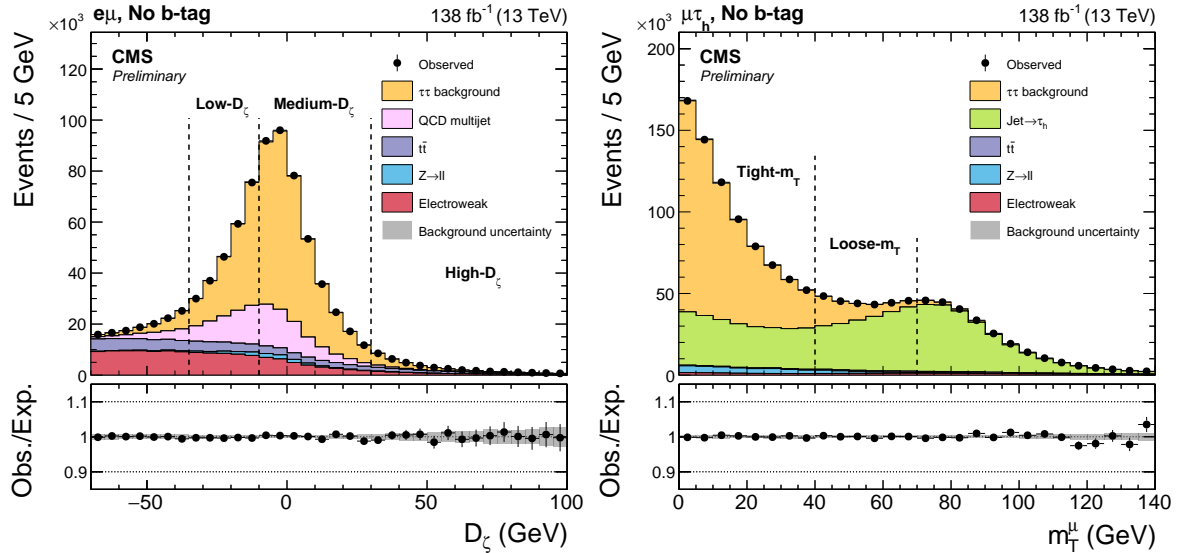 eμ, No b-tag 138 fb⁻¹ (13 TeV)
×10³
CMS
Preliminary
Observed
ττ background
QCD multijet
tt̄
Z→ll
Electroweak
Background uncertainty
Low-D_ζ
Medium-D_ζ
High-D_ζ
Events / 5 GeV
120
100
80
60
40
20
0
Obs./Exp.
1.1
1
0.9
−50 0 50 100
D_ζ (GeV)
μτ_h, No b-tag 138 fb⁻¹ (13 TeV)
×10³
CMS
Preliminary
Observed
ττ background
Jet→τ_h
tt̄
Z→ll
Electroweak
Background uncertainty
Tight-m_T
Loose-m_T
Events / 5 GeV
200
150
100
50
0
Obs./Exp.
1.1
1
0.9
0 20 40 60 80 100 120 140
m_T^μ (GeV)